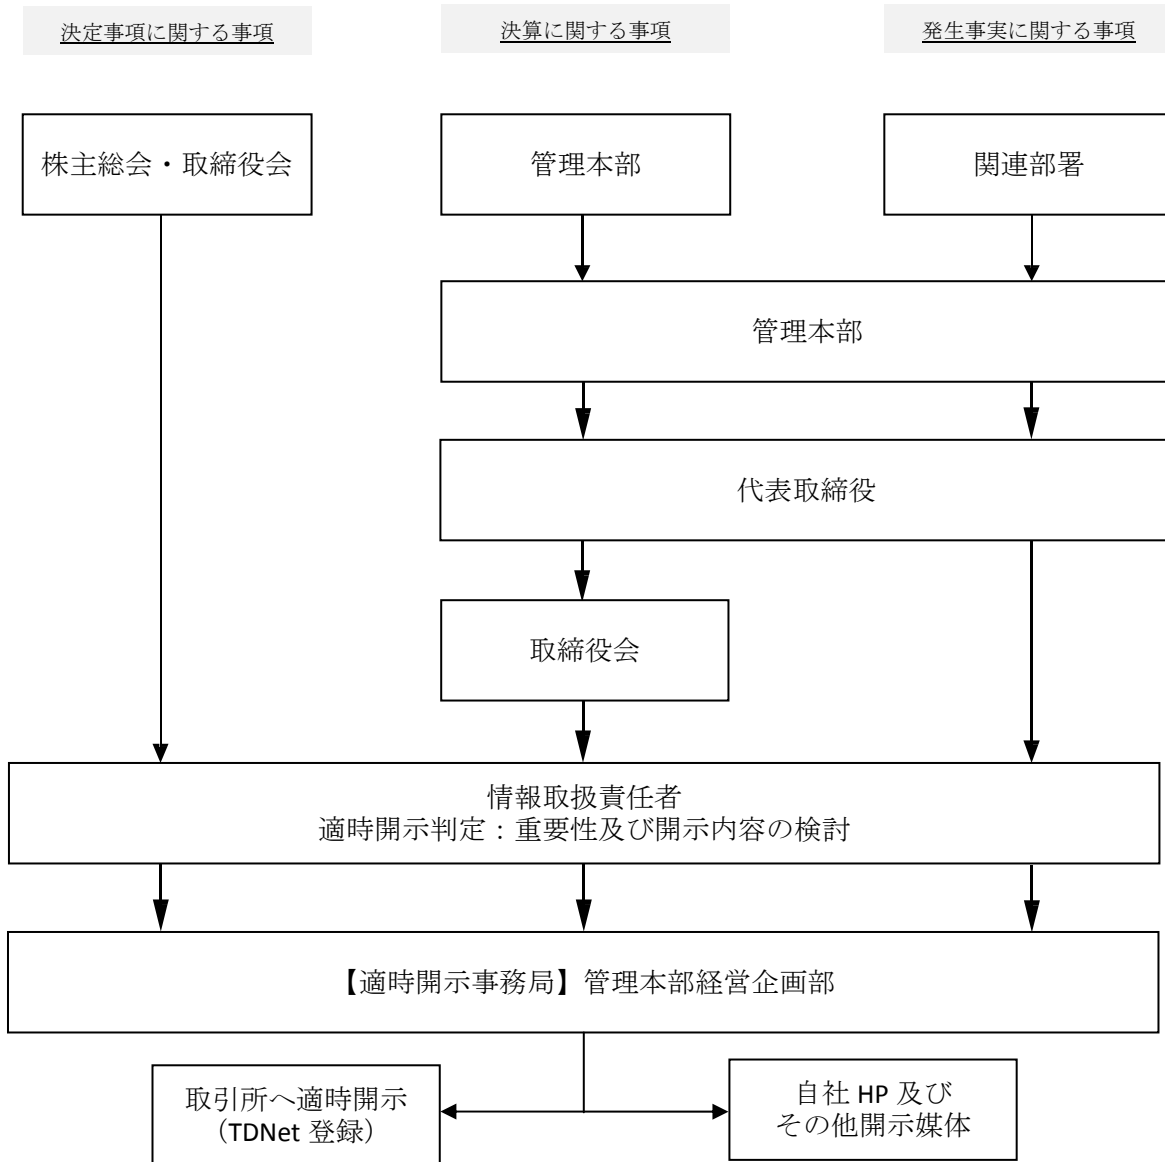 決定事項に関する事項
決算に関する事項
発生事実に関する事項
株主総会・取締役会
管理本部
関連部署
管理本部
代表取締役
取締役会
情報取扱責任者
適時開示判定：重要性及び開示内容の検討
【適時開示事務局】管理本部経営企画部
取引所へ適時開示
（TDNet 登録）
自社 HP 及び
その他開示媒体